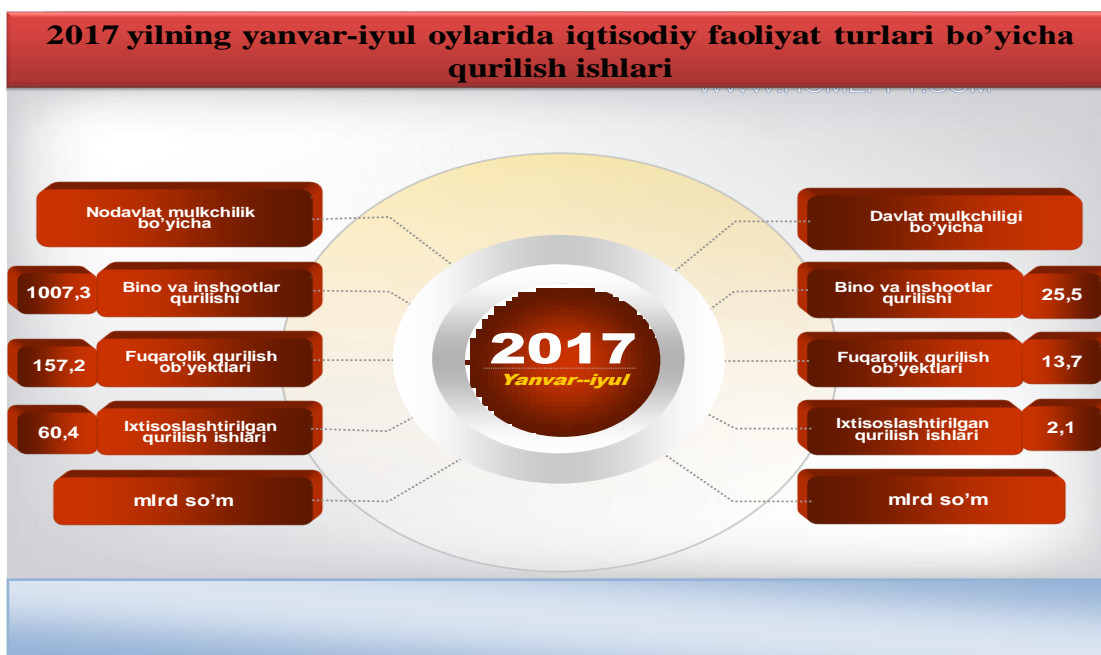 2017 yilning yanvar-iyul oylarida iqtisodiy faoliyat turlari bo’yicha
qurilish ishlari
Nodavlat mulkchilik
bo’yicha
1007,3
Bino va inshootlar
qurilishi
157,2
Fuqarolik qurilish
ob’yektlari
60,4
Ixtisoslashtirilgan
qurilish ishlari
mlrd so’m
2017
Yanvar--iyul
Davlat mulkchiligi
bo’yicha
Bino va inshootlar
qurilishi
25,5
Fuqarolik qurilish
ob’yektlari
13,7
Ixtisoslashtirilgan
qurilish ishlari
2,1
mlrd so’m